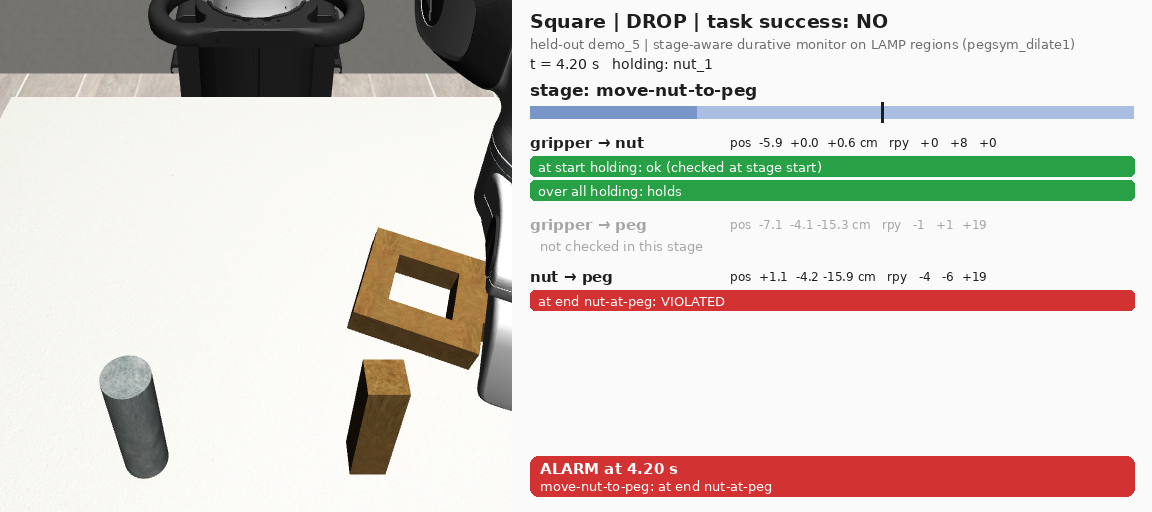 Square | DROP | task success: NO
held-out demo_5 | stage-aware durative monitor on LAMP regions (pegsym_dilate1)
t = 4.20 s   holding: nut_1
stage: move-nut-to-peg
gripper → nut   pos  -5.9  +0.0  +0.6 cm   rpy   +0   +8   +0
at start holding: ok (checked at stage start)
over all holding: holds
gripper → peg   pos  -7.1  -4.1 -15.3 cm   rpy   -1   +1  +19
not checked in this stage
nut → peg   pos  +1.1  -4.2 -15.9 cm   rpy   -4   -6  +19
at end nut-at-peg: VIOLATED
ALARM at 4.20 s
move-nut-to-peg: at end nut-at-peg